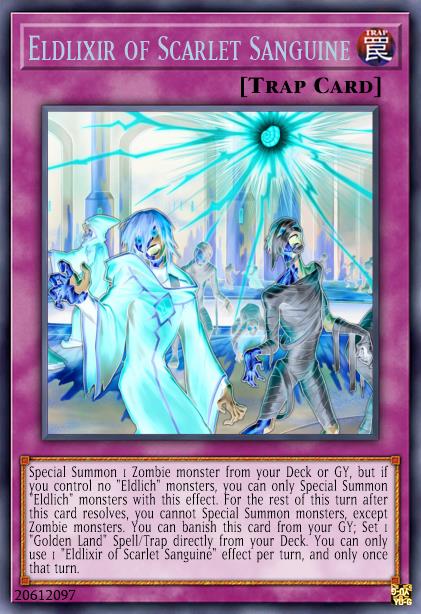 ELDLIXIR OF SCARLET SANGUINE
TRAP
罠
[TRAP CARD]
Special Summon 1 Zombie monster from your Deck or GY, but if
you control no "Eldlich" monsters, you can only Special Summon
"Eldlich" monsters with this effect. For the rest of this turn after
this card resolves, you cannot Special Summon monsters, except
Zombie monsters. You can banish this card from your GY; Set 1
"Golden Land" Spell/Trap directly from your Deck. You can only
use 1 "Eldlixir of Scarlet Sanguine" effect per turn, and only once
that turn.
20612097